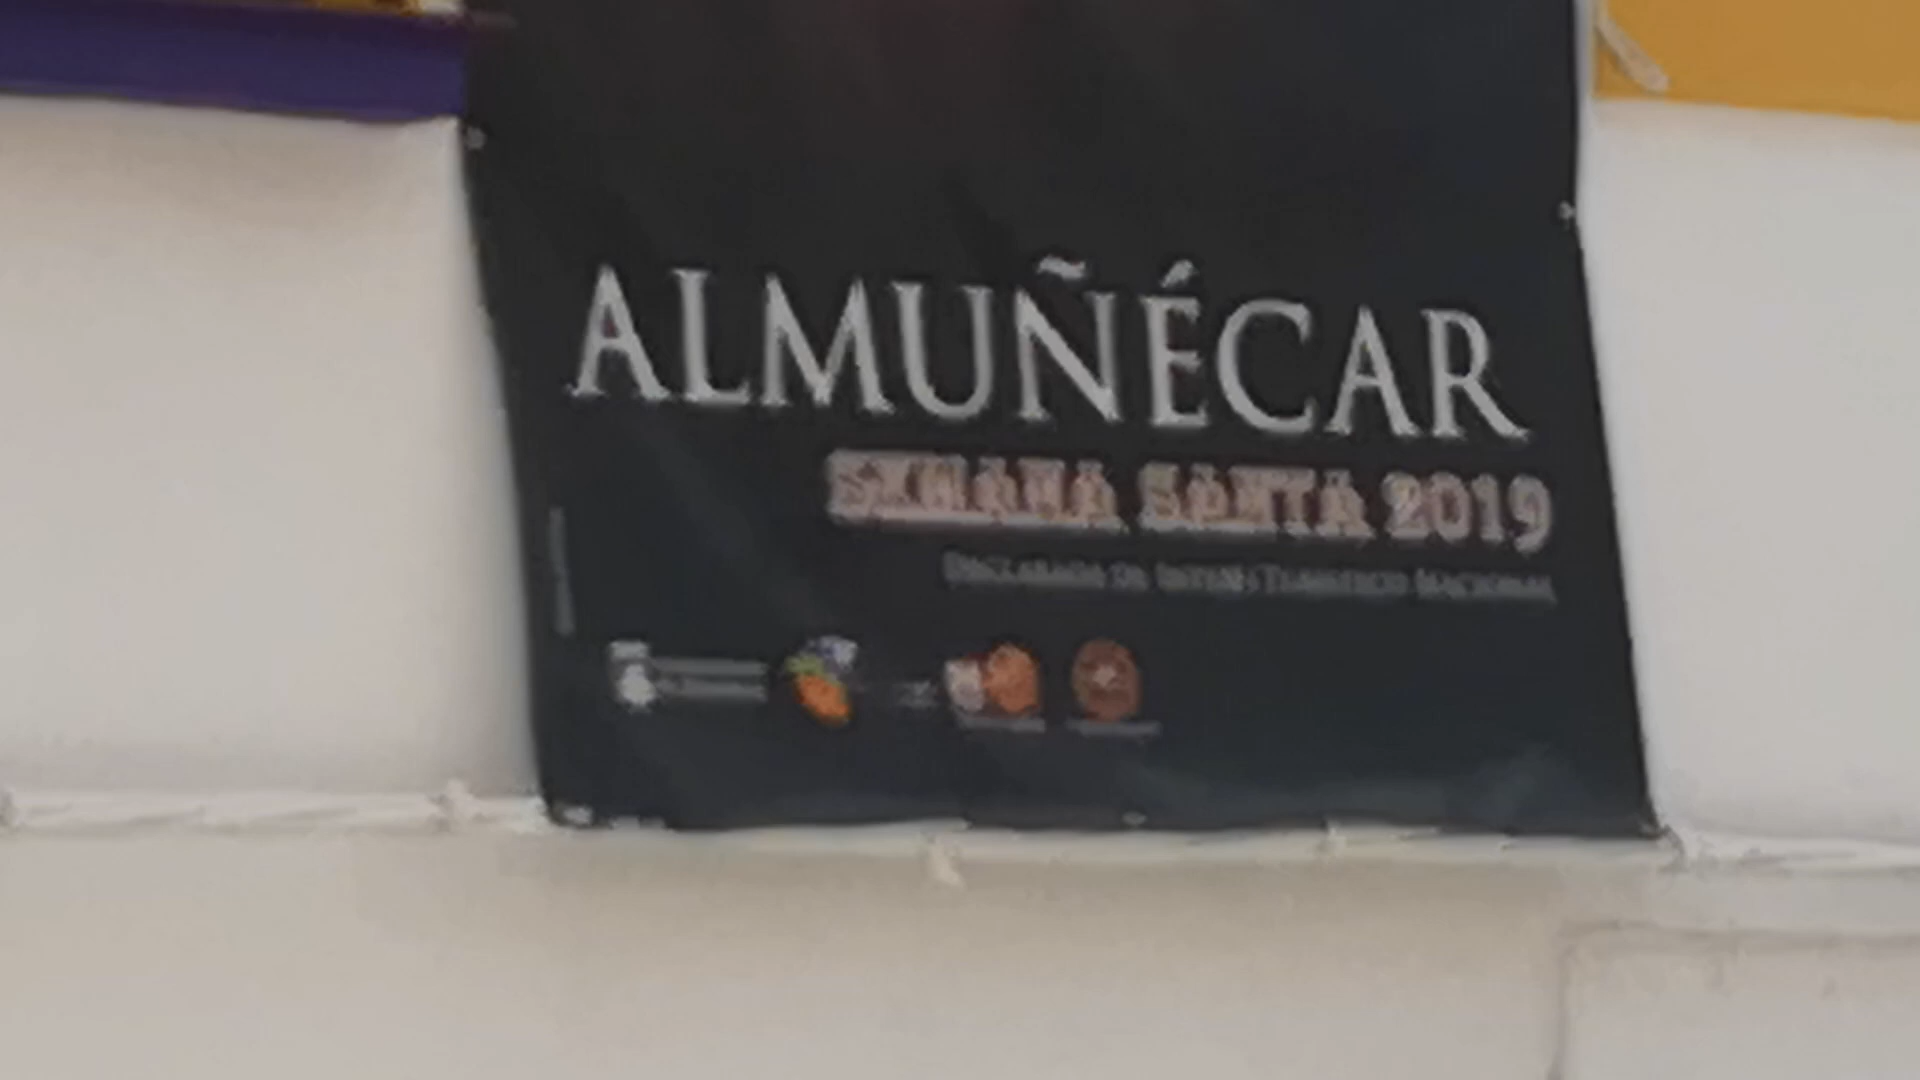 ALMUÑÉCAR
SEMANA SANTA 2019
DECLARADA DE INTERÉS TURÍSTICO NACIONAL